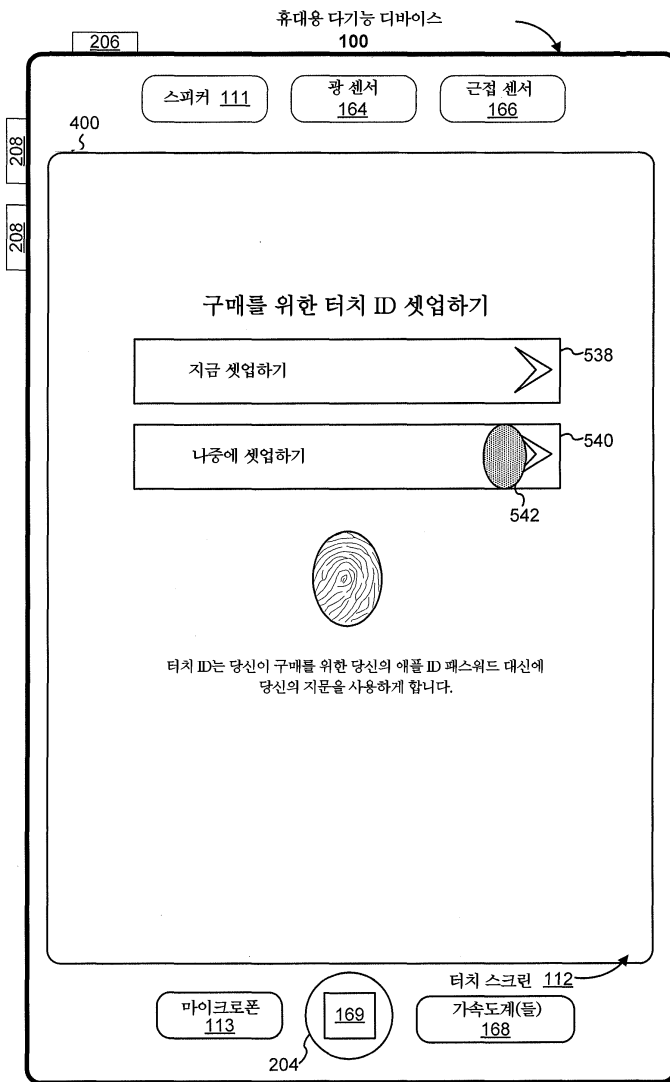 휴대용 다기능 디바이스
100
206
스피커 111
광 센서
164
근접 센서
166
400
208
208
구매를 위한 터치 ID 셋업하기
지금 셋업하기
538
나중에 셋업하기
540
542
터치 ID는 당신이 구매를 위한 당신의 애플 ID 패스워드 대신에
당신의 지문을 사용하게 합니다.
터치 스크린 112
마이크로폰
113
169
가속도계(들)
168
204